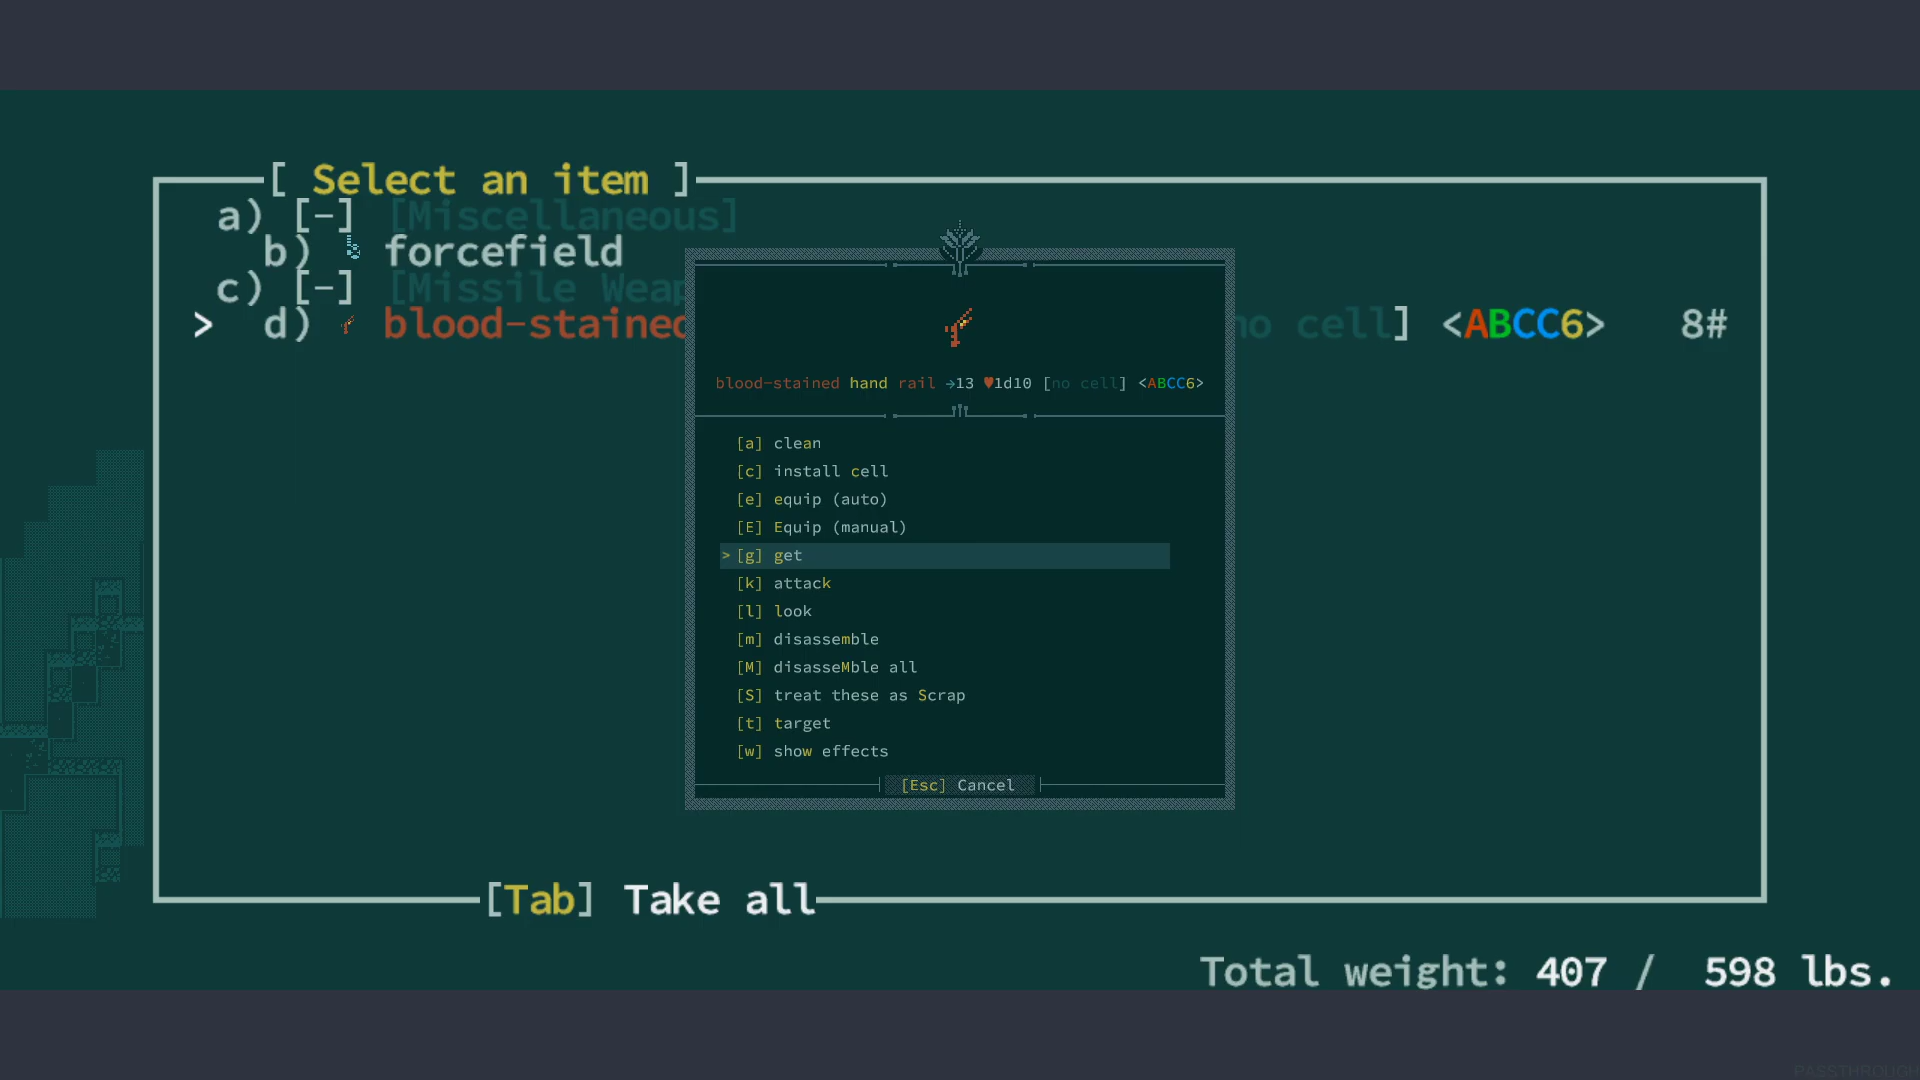 [ Select an item ]
a) [-] [Miscellaneous]
b) forcefield
c) [-] [Missile Weap
> d) blood-stained no cell] <ABCC6> 8#
blood-stained hand rail →13 ♥1d10 [no cell] <ABCC6>
[a] clean
[c] install cell
[e] equip (auto)
[E] Equip (manual)
> [g] get
[k] attack
[l] look
[m] disassemble
[M] disasseMble all
[S] treat these as Scrap
[t] target
[w] show effects
[Esc] Cancel
[Tab] Take all
Total weight: 407 / 598 lbs.
PASSTHROUGH